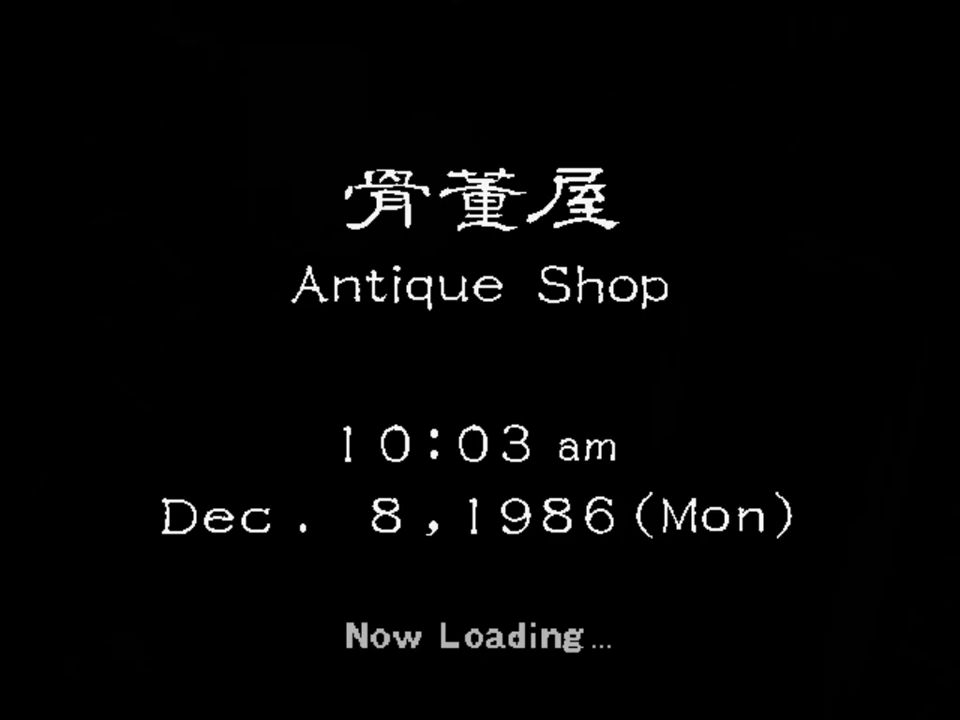 骨董屋
Antique Shop
10:03 am
Dec. 8,1986(Mon)
Now Loading...